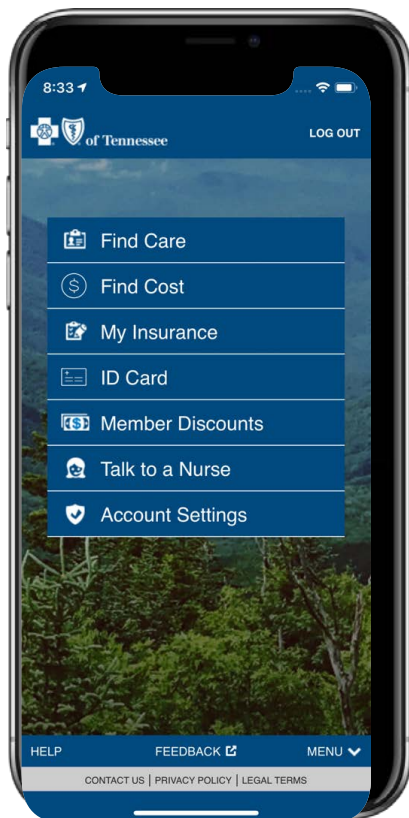 8:33
of Tennessee
LOG OUT
Find Care
Find Cost
My Insurance
ID Card
Member Discounts
Talk to a Nurse
Account Settings
HELP FEEDBACK MENU
CONTACT US | PRIVACY POLICY | LEGAL TERMS